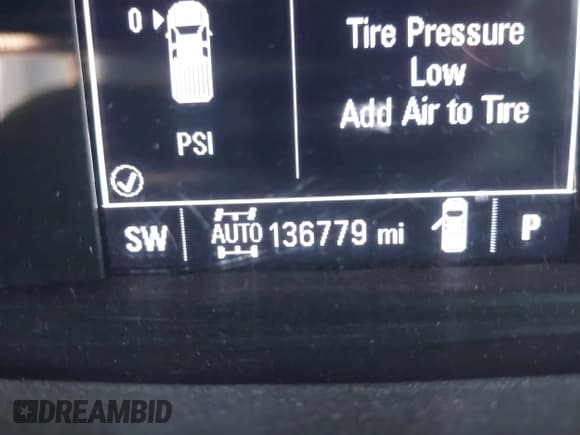 0
Tire Pressure
Low
Add Air to Tire
PSI
SW AUTO 136779 mi P
DREAMBID